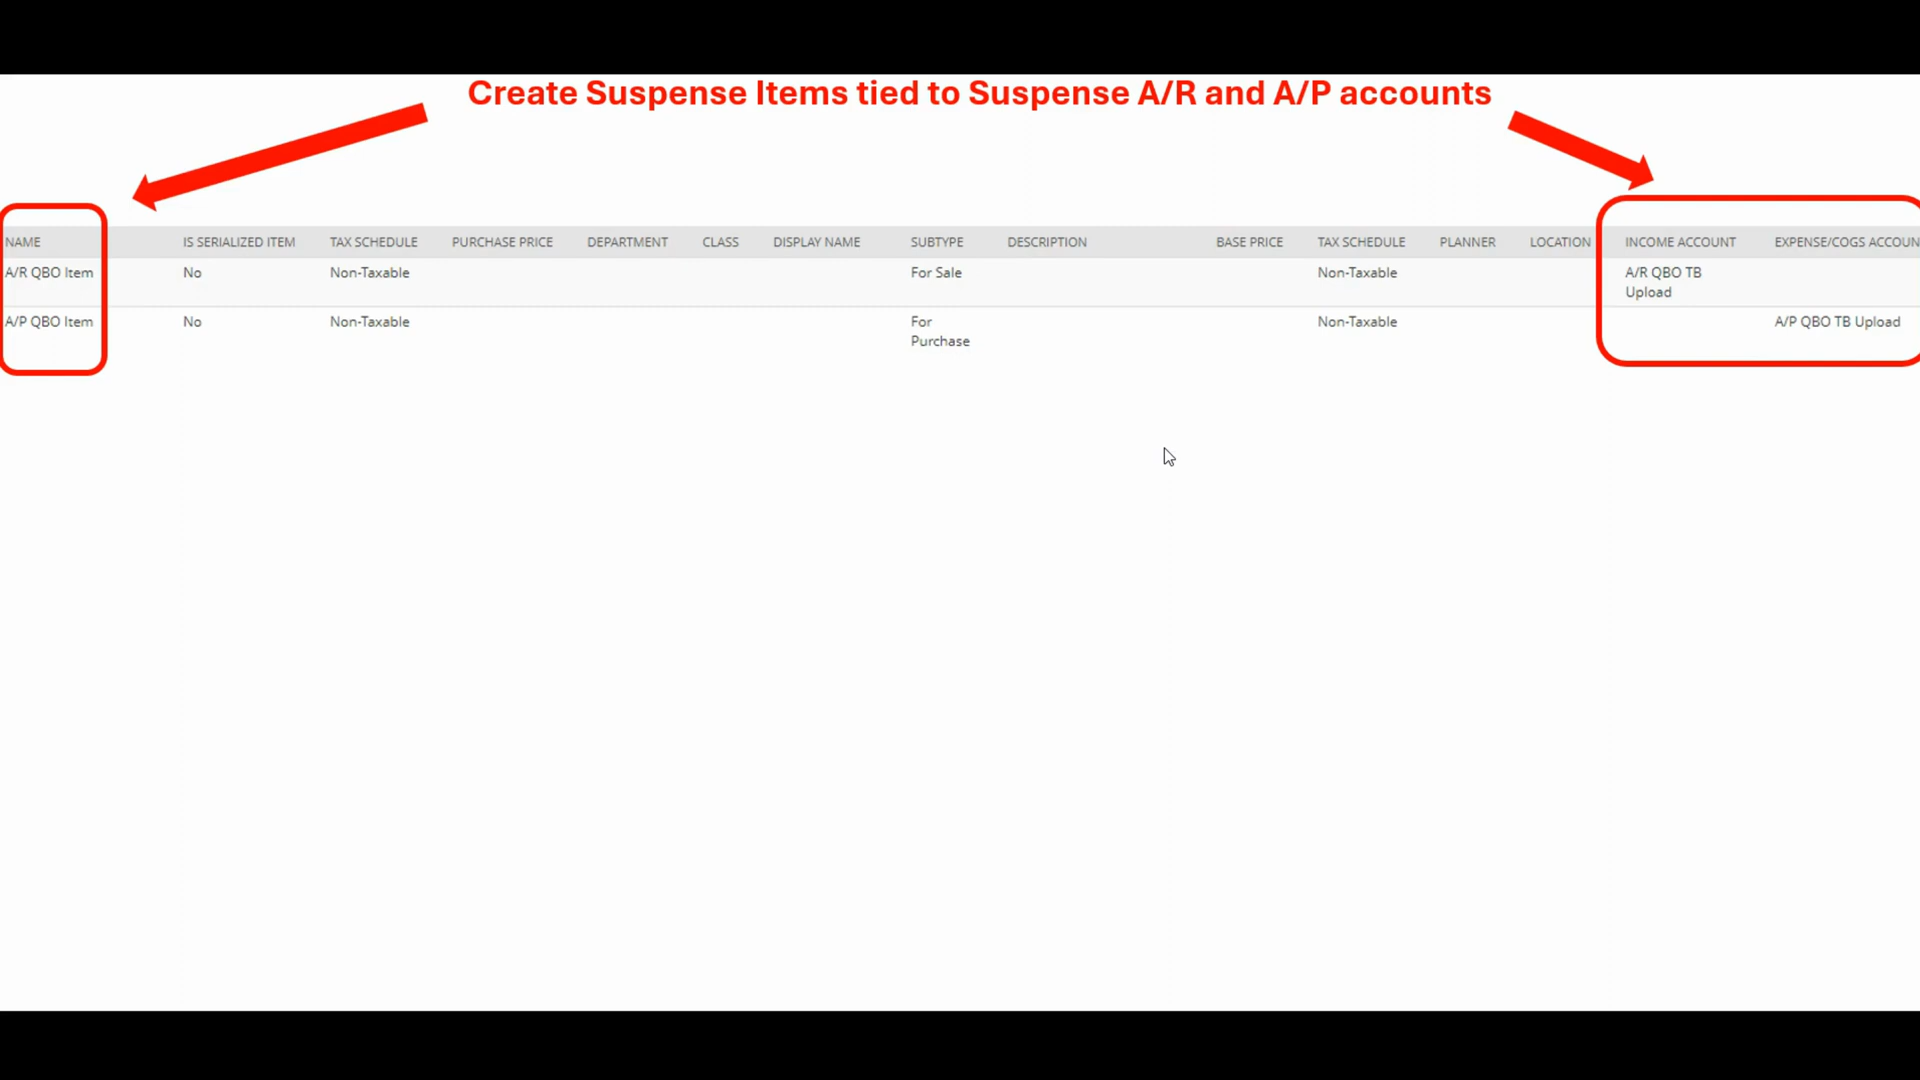 Create Suspense Items tied to Suspense A/R and A/P accounts
NAME IS SERIALIZED ITEM TAX SCHEDULE PURCHASE PRICE DEPARTMENT CLASS DISPLAY NAME SUBTYPE DESCRIPTION BASE PRICE TAX SCHEDULE PLANNER LOCATION INCOME ACCOUNT EXPENSE/COGS ACCOUN
A/R QBO Item No Non-Taxable For Sale Non-Taxable A/R QBO TB
Upload
A/P QBO Item No Non-Taxable For Non-Taxable A/P QBO TB Upload
Purchase